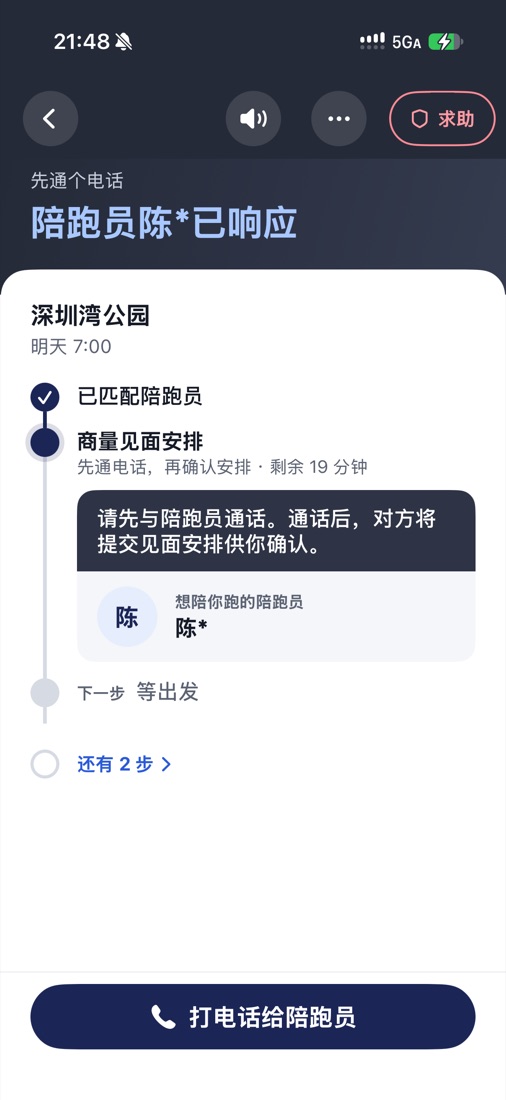 21:48
5GA
求助
先通个电话
陪跑员陈*已响应
深圳湾公园
明天 7:00
已匹配陪跑员
商量见面安排
先通电话，再确认安排 · 剩余 19 分钟
请先与陪跑员通话。通话后，对方将
提交见面安排供你确认。
陈
想陪你跑的陪跑员
陈*
下一步 等出发
还有 2 步
打电话给陪跑员